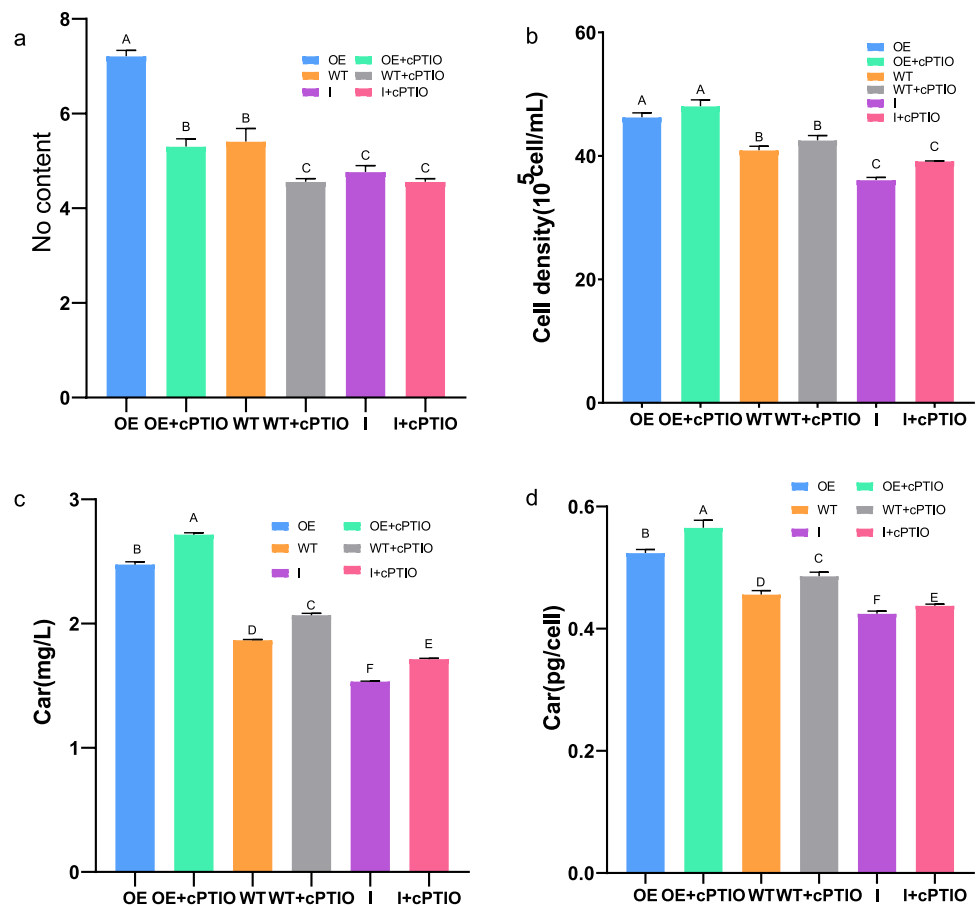 a
8
6
4
2
0
No content
A
B
B
C
C
C
OE OE+cPTIO
WT WT+cPTIO
I I+cPTIO
OE OE+cPTIO WT WT+cPTIO I I+cPTIO
b
60
40
20
0
Cell density(10⁵cell/mL)
A
A
B
B
C
C
OE
OE+cPTIO
WT
WT+cPTIO
I
I+cPTIO
OE OE+cPTIO WT WT+cPTIO I I+cPTIO
c
3
2
1
0
Car(mg/L)
B
A
D
C
F
E
OE OE+cPTIO
WT WT+cPTIO
I I+cPTIO
OE OE+cPTIO WT WT+cPTIO I I+cPTIO
d
0.6
0.4
0.2
0.0
Car(pg/cell)
B
A
D
C
F
E
OE OE+cPTIO
WT WT+cPTIO
I I+cPTIO
OE OE+cPTIO WT WT+cPTIO I I+cPTIO